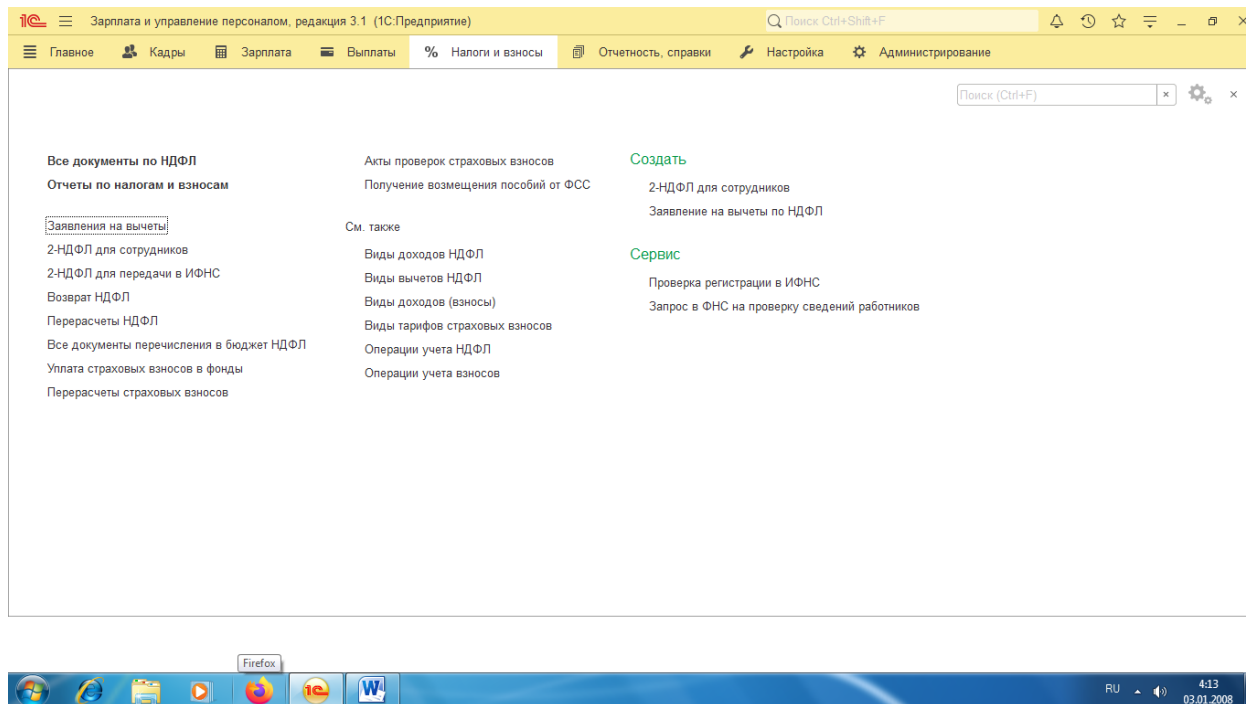 1С Зарплата и управление персоналом, редакция 3.1 (1С:Предприятие) Поиск Ctrl+Shift+F
Главное Кадры Зарплата Выплаты % Налоги и взносы Отчетность, справки Настройка Администрирование
Поиск (Ctrl+F)
Все документы по НДФЛ
Отчеты по налогам и взносам
Заявления на вычеты
2-НДФЛ для сотрудников
2-НДФЛ для передачи в ИФНС
Возврат НДФЛ
Перерасчеты НДФЛ
Все документы перечисления в бюджет НДФЛ
Уплата страховых взносов в фонды
Перерасчеты страховых взносов
Акты проверок страховых взносов
Получение возмещения пособий от ФСС
См. также
Виды доходов НДФЛ
Виды вычетов НДФЛ
Виды доходов (взносы)
Виды тарифов страховых взносов
Операции учета НДФЛ
Операции учета взносов
Создать
2-НДФЛ для сотрудников
Заявление на вычеты по НДФЛ
Сервис
Проверка регистрации в ИФНС
Запрос в ФНС на проверку сведений работников
Firefox
1С W RU 4:13
03.01.2008